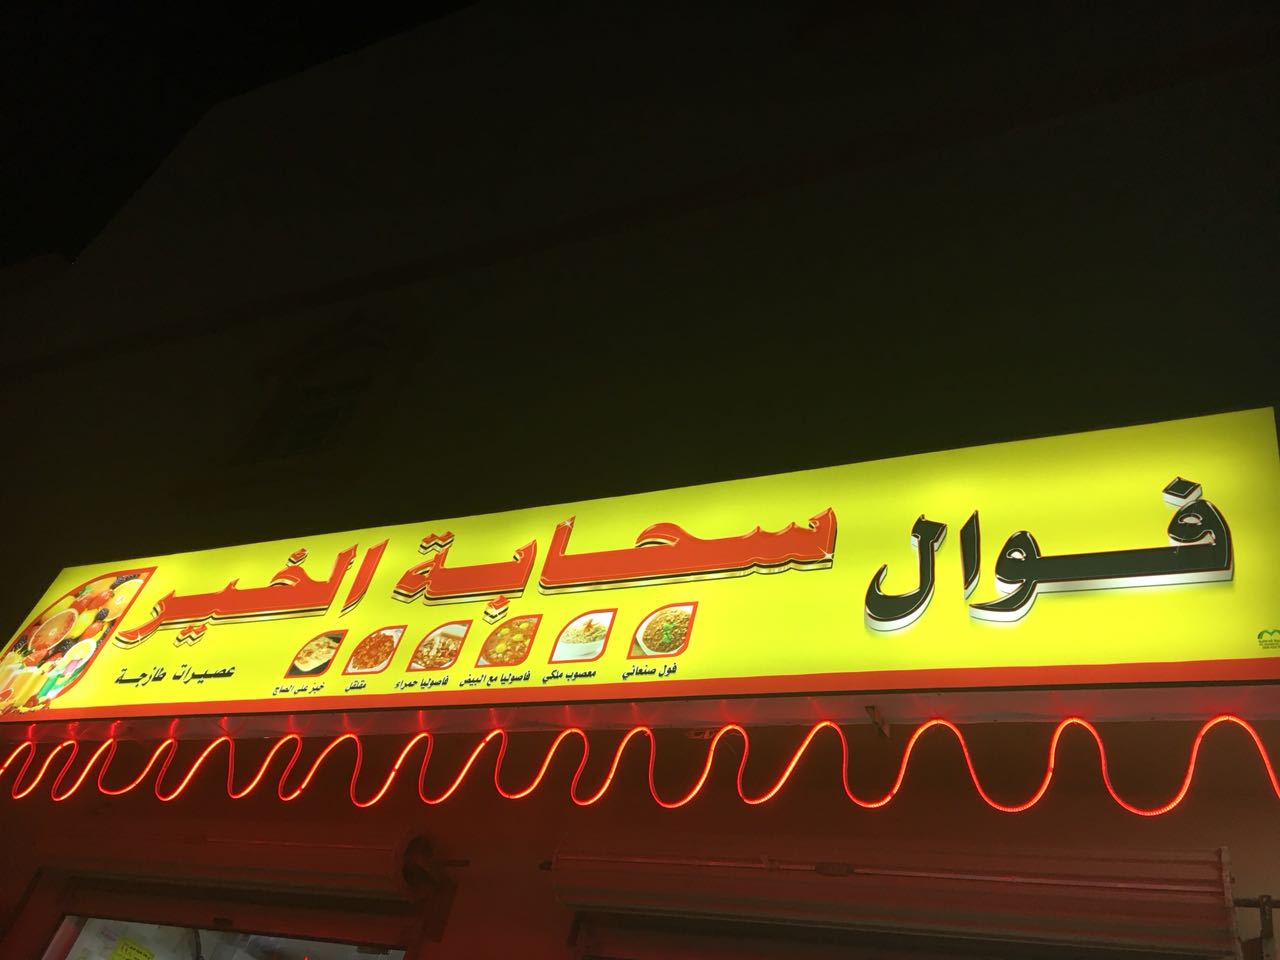 فوال سحابة الخير
فول صنعاني
معصوب ملكي
فاصوليا مع البيض
فاصوليا حمراء
مقلقل
خبز على الصاج
عصيرات طازجة